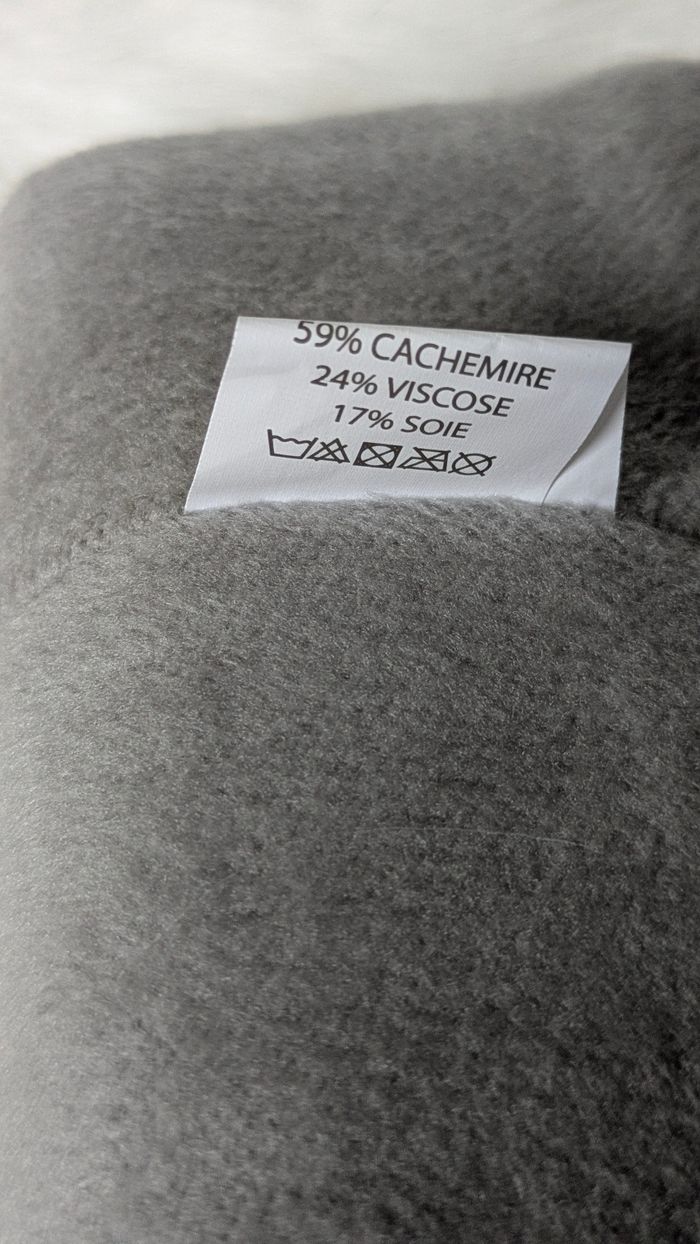 59% CACHEMIRE
24% VISCOSE
17% SOIE